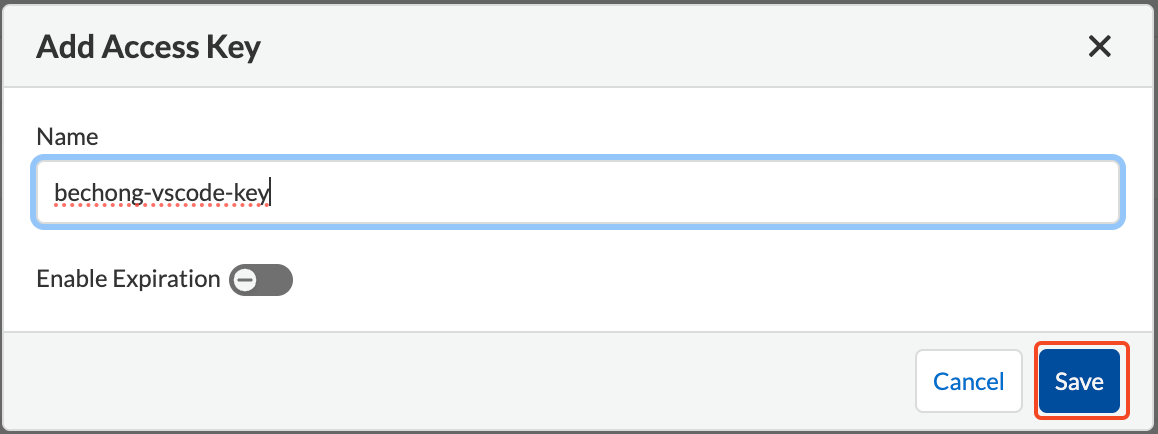 Add Access Key
Name
bechong-vscode-key
Enable Expiration
Cancel Save